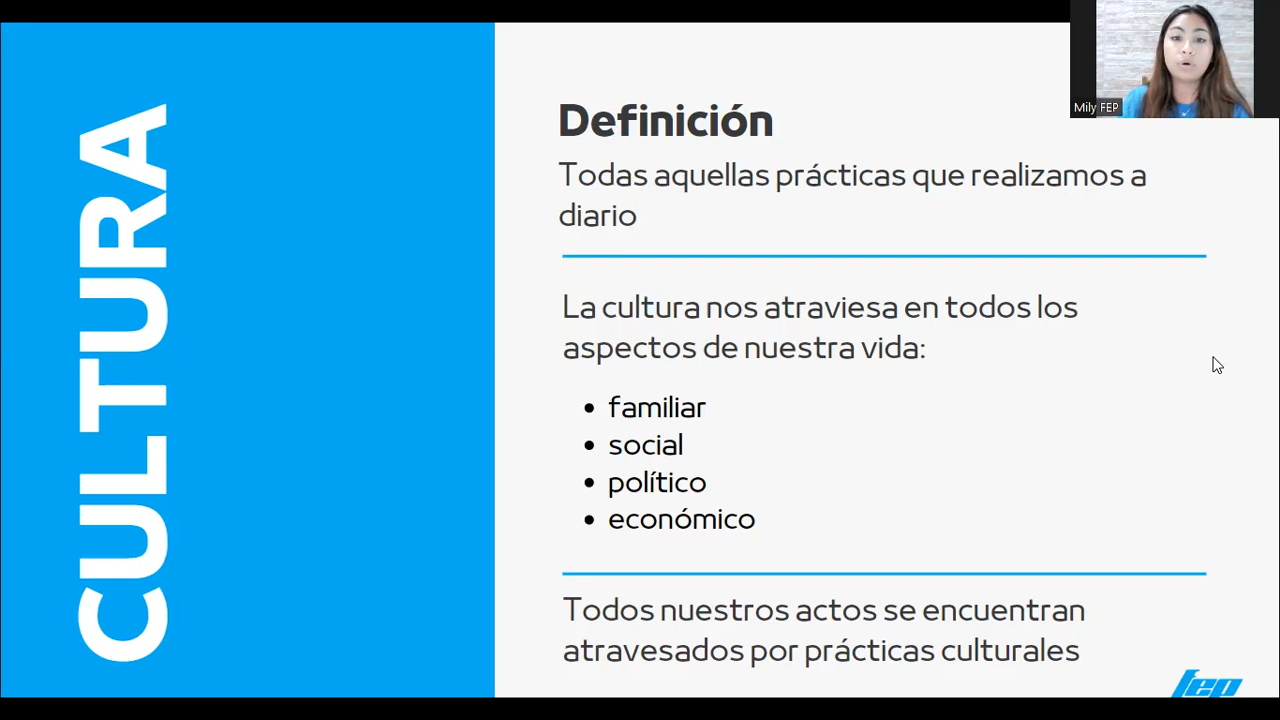 CULTURA
Definición
Todas aquellas prácticas que realizamos a
diario
La cultura nos atraviesa en todos los
aspectos de nuestra vida:
• familiar
• social
• político
• económico
Todos nuestros actos se encuentran
atravesados por prácticas culturales
Mily FEP
fep